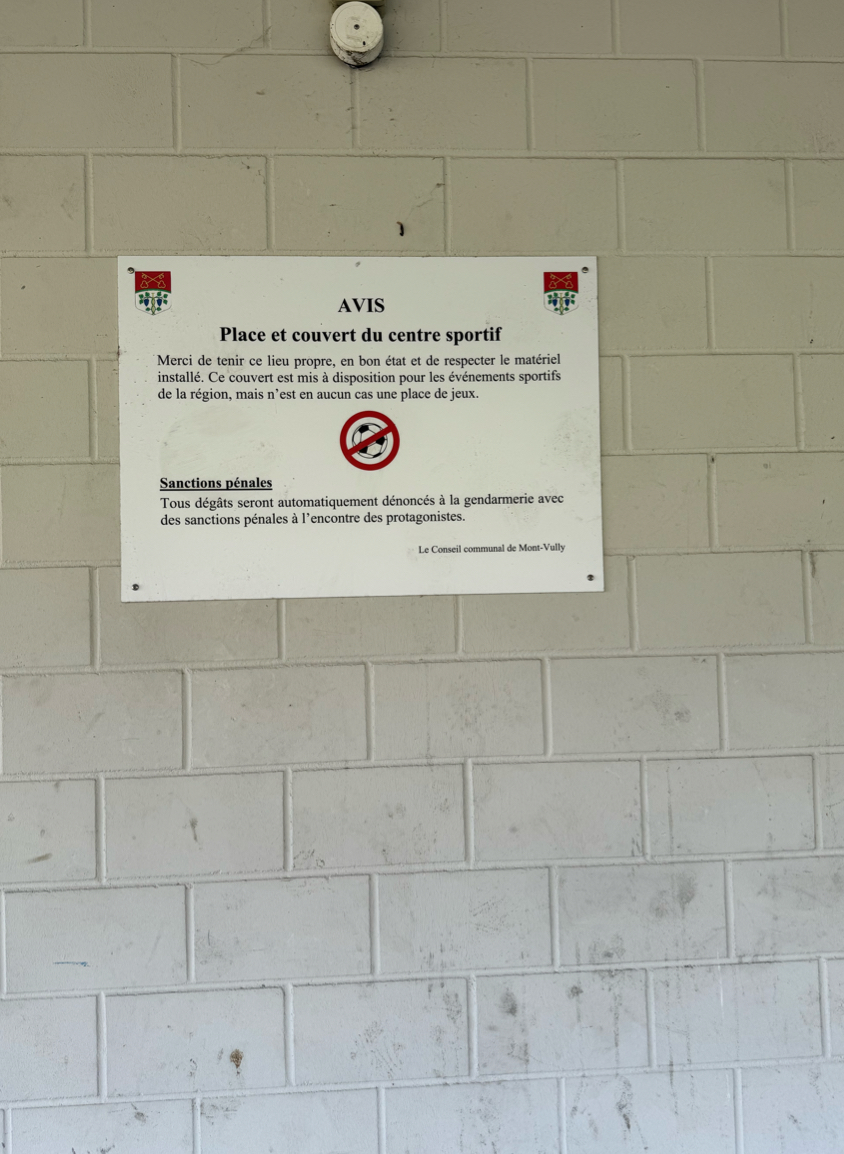 AVIS
Place et couvert du centre sportif
Merci de tenir ce lieu propre, en bon état et de respecter le matériel
installé. Ce couvert est mis à disposition pour les événements sportifs
de la région, mais n’est en aucun cas une place de jeux.
Sanctions pénales
Tous dégâts seront automatiquement dénoncés à la gendarmerie avec
des sanctions pénales à l’encontre des protagonistes.
Le Conseil communal de Mont-Vully